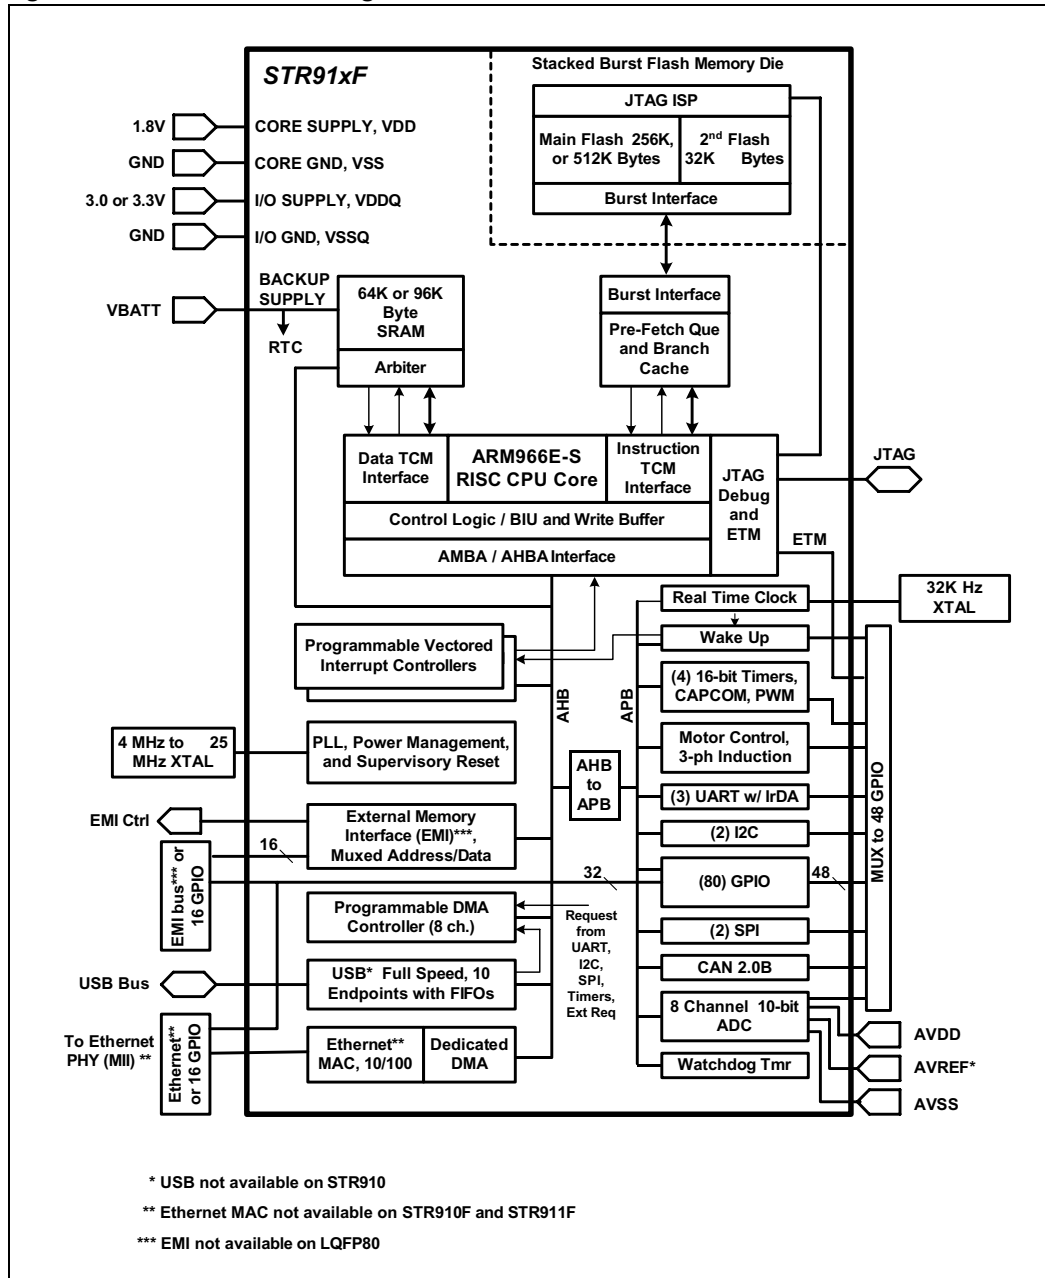 STR91xF
Stacked Burst Flash Memory Die
JTAG ISP
Main Flash 256K,
or 512K Bytes
2nd Flash
32K Bytes
Burst Interface
1.8V
CORE SUPPLY, VDD
GND
CORE GND, VSS
3.0 or 3.3V
I/O SUPPLY, VDDQ
GND
I/O GND, VSSQ
VBATT
BACKUP
SUPPLY
RTC
64K or 96K
Byte
SRAM
Arbiter
Burst Interface
Pre-Fetch Que
and Branch
Cache
Data TCM
Interface
ARM966E-S
RISC CPU Core
Instruction
TCM
Interface
Control Logic / BIU and Write Buffer
AMBA / AHBA Interface
JTAG
Debug
and
ETM
JTAG
ETM
Real Time Clock
32K Hz
XTAL
Wake Up
Programmable Vectored
Interrupt Controllers
(4) 16-bit Timers,
CAPCOM, PWM
AHB
APB
4 MHz to 25
MHz XTAL
PLL, Power Management,
and Supervisory Reset
AHB
to
APB
Motor Control,
3-ph Induction
(3) UART w/ IrDA
(2) I2C
MUX to 48 GPIO
EMI Ctrl
External Memory
Interface (EMI)***,
Muxed Address/Data
16
EMI bus*** or
16 GPIO
32
(80) GPIO
48
Programmable DMA
Controller (8 ch.)
Request
from
UART,
I2C,
SPI,
Timers,
Ext Req
(2) SPI
CAN 2.0B
USB Bus
USB* Full Speed, 10
Endpoints with FIFOs
8 Channel 10-bit
ADC
To Ethernet
PHY (MII) **
Ethernet**
or 16 GPIO
Ethernet**
MAC, 10/100
Dedicated
DMA
Watchdog Tmr
AVDD
AVREF*
AVSS
* USB not available on STR910
** Ethernet MAC not available on STR910F and STR911F
*** EMI not available on LQFP80